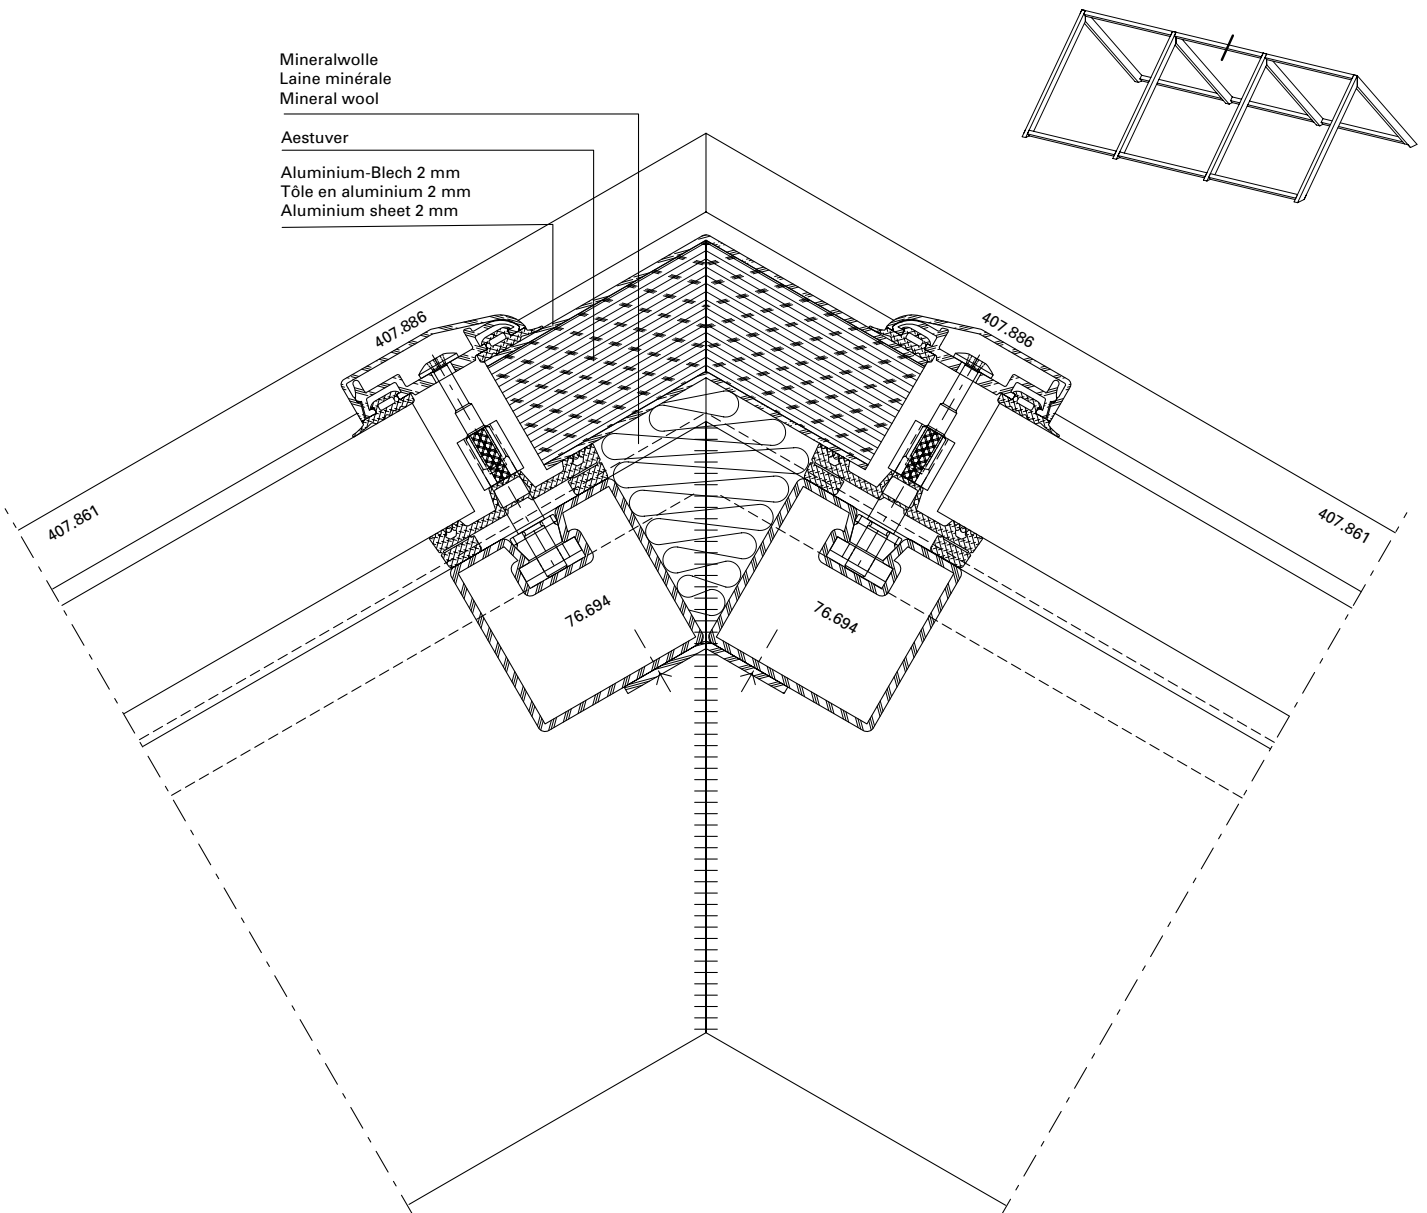 Mineralwolle
Laine minérale
Mineral wool
Aestuver
Aluminium-Blech 2 mm
Tôle en aluminium 2 mm
Aluminium sheet 2 mm
407.886
407.886
407.861
407.861
76.694
76.694